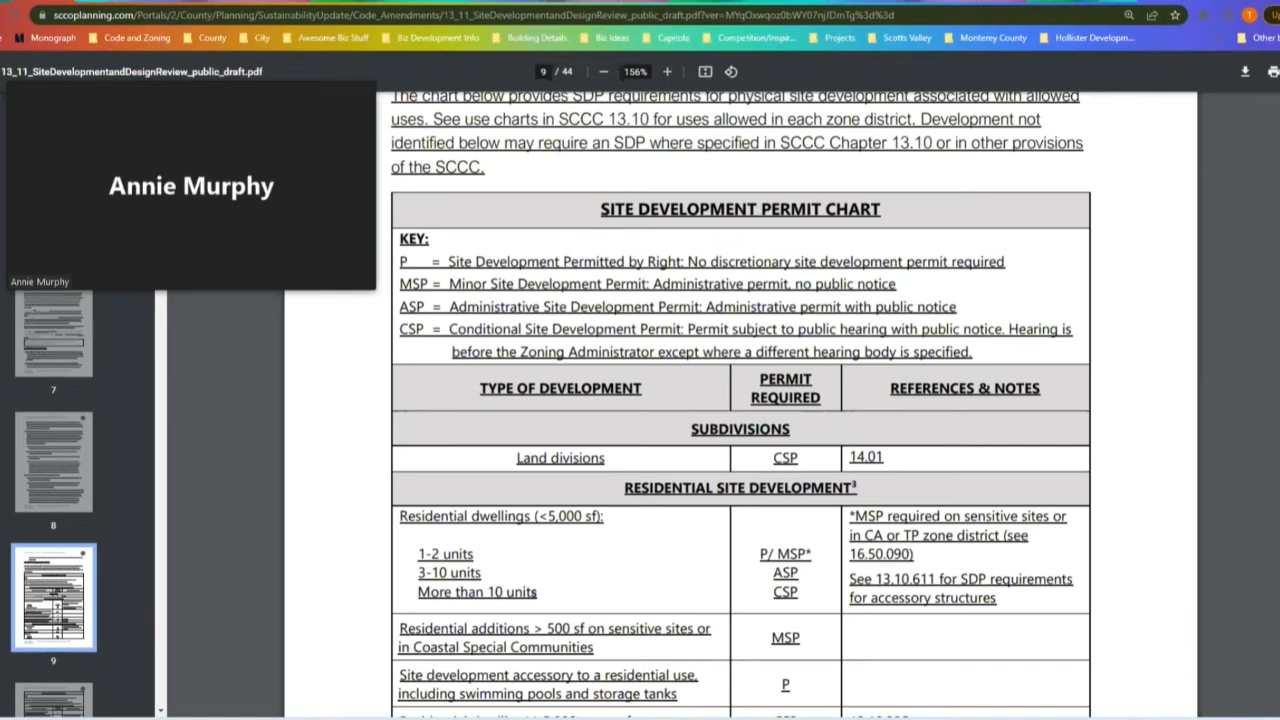 sccoplanning.com/Portals/2/County/Planning/SustainabilityUpdate/Code_Amendments/13_11_SiteDevelopmentandDesignReview_public_draft.pdf?ver=MYqOxwqoz0bWY07njJDmTg%3d%3d
Monograph Code and Zoning County City Awesome Biz Stuff Biz Development Info Building Details Biz Ideas Capitola Competition/Inspir... Projects Scotts Valley Monterey County Hollister Developm... Other b
13_11_SiteDevelopmentandDesignReview_public_draft.pdf 9 / 44 — 156% +
Annie Murphy
Annie Murphy
7
8
9
The chart below provides SDP requirements for physical site development associated with allowed
uses. See use charts in SCCC 13.10 for uses allowed in each zone district. Development not
identified below may require an SDP where specified in SCCC Chapter 13.10 or in other provisions
of the SCCC.
SITE DEVELOPMENT PERMIT CHART
KEY:
P = Site Development Permitted by Right: No discretionary site development permit required
MSP = Minor Site Development Permit: Administrative permit, no public notice
ASP = Administrative Site Development Permit: Administrative permit with public notice
CSP = Conditional Site Development Permit: Permit subject to public hearing with public notice. Hearing is
before the Zoning Administrator except where a different hearing body is specified.
TYPE OF DEVELOPMENT PERMIT REQUIRED REFERENCES & NOTES
SUBDIVISIONS
Land divisions CSP 14.01
RESIDENTIAL SITE DEVELOPMENT³
Residential dwellings (<5,000 sf):
1-2 units P/ MSP*
3-10 units ASP
More than 10 units CSP
*MSP required on sensitive sites or
in CA or TP zone district (see
16.50.090)
See 13.10.611 for SDP requirements
for accessory structures
Residential additions > 500 sf on sensitive sites or
in Coastal Special Communities
MSP
Site development accessory to a residential use,
including swimming pools and storage tanks
P